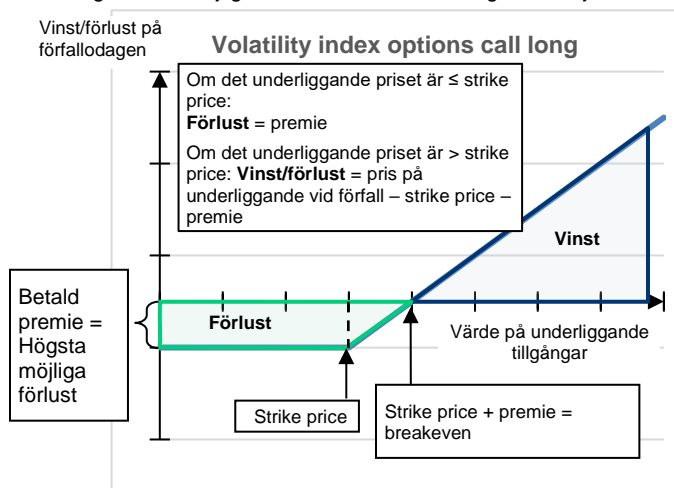 Vinst/förlust på
förfallodagen
Volatility index options call long
Om det underliggande priset är ≤ strike
price:
Förlust = premie
Om det underliggande priset är > strike
price: Vinst/förlust = pris på
underliggande vid förfall – strike price –
premie
Vinst
Betald
premie =
Högsta
möjliga
förlust
Förlust
Värde på underliggande
tillgångar
Strike price
Strike price + premie =
breakeven